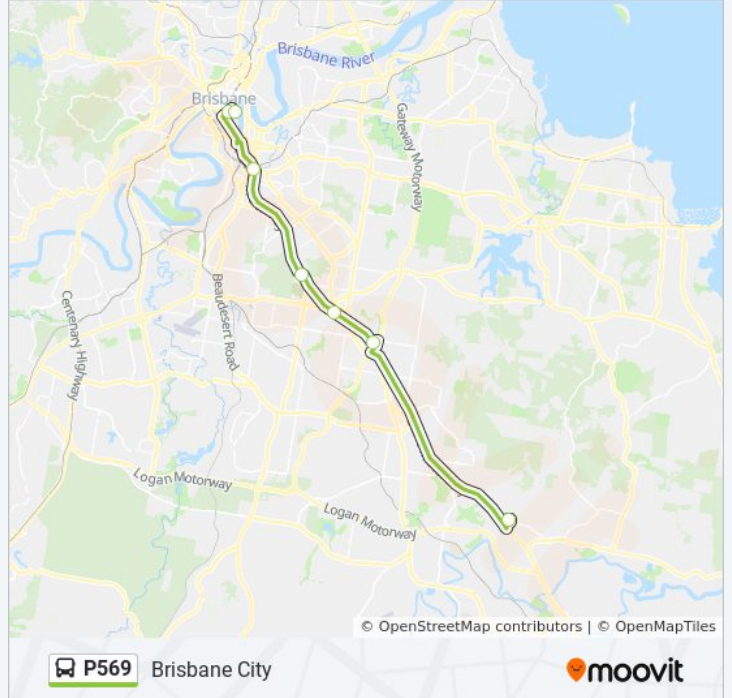 Brisbane River
Brisbane
Gateway Motorway
Beaudesert Road
Centenary Highway
Logan Motorway
Logan Motorway
© OpenStreetMap contributors | © OpenMapTiles
P569 Brisbane City
moovit